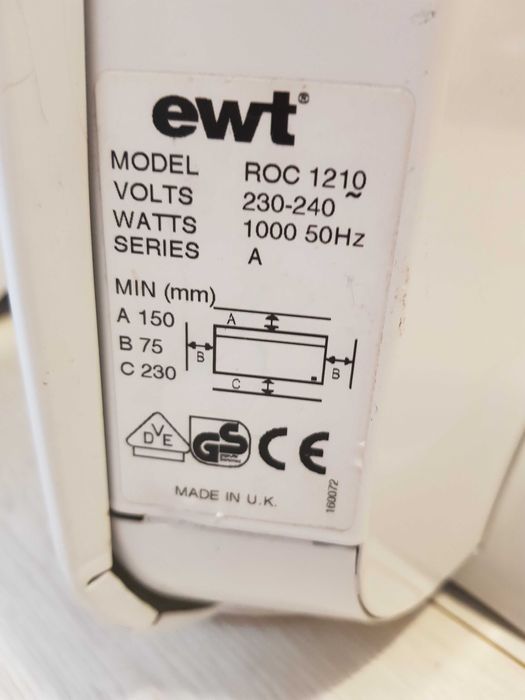 ewt®
MODEL ROC 1210
VOLTS 230-240~
WATTS 1000 50Hz
SERIES A
MIN (mm)
A 150
B 75
C 230
A
B
B
C
DVE
GS
CE
MADE IN U.K.
160072